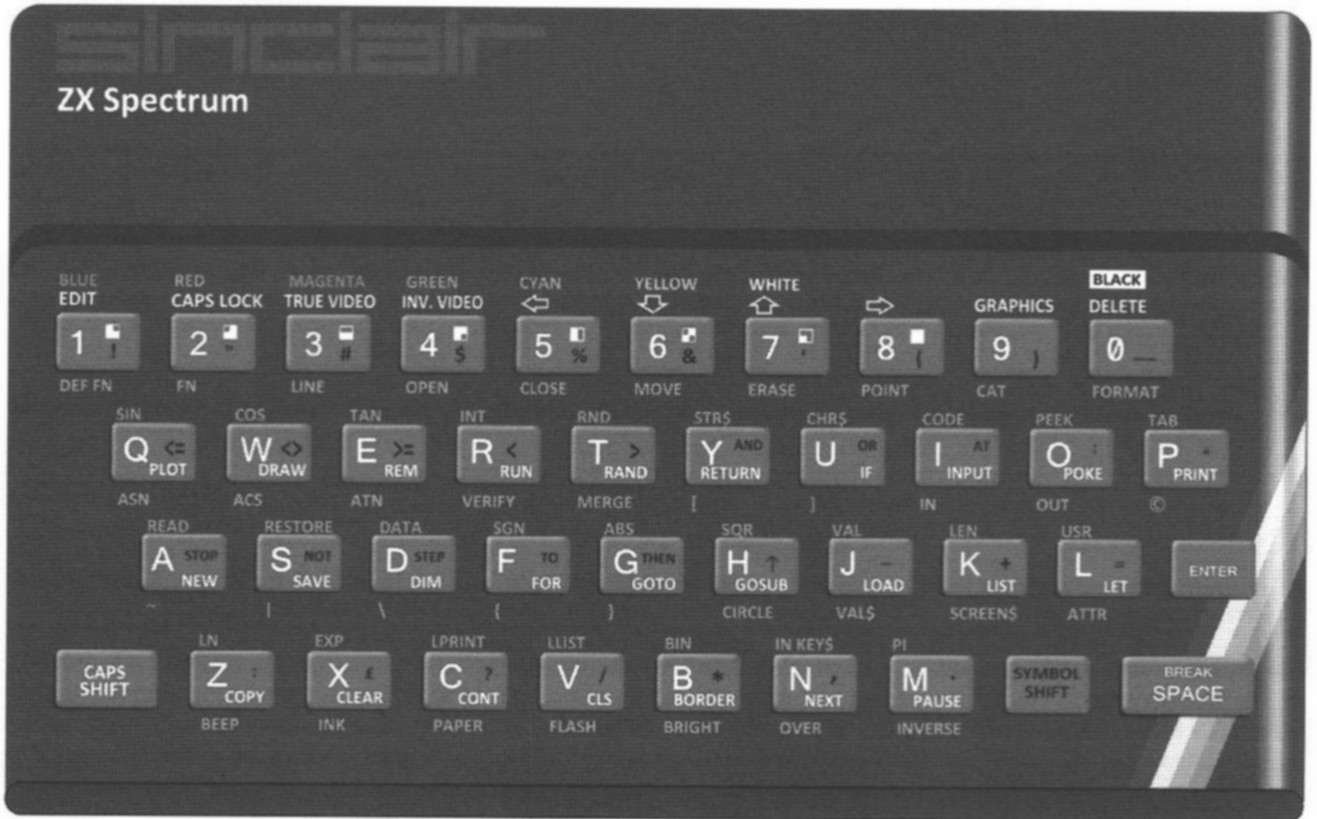 sinclair
ZX Spectrum
BLUE RED MAGENTA GREEN CYAN YELLOW WHITE BLACK
EDIT CAPS LOCK TRUE VIDEO INV. VIDEO ⇦ ⇩ ⇧ ⇨ GRAPHICS DELETE
1 ! 2 " 3 # 4 $ 5 % 6 & 7 ' 8 ( 9 ) 0 _
DEF FN FN LINE OPEN CLOSE MOVE ERASE POINT CAT FORMAT
SIN COS TAN INT RND STR$ CHR$ CODE PEEK TAB
Q <= W <> E >= R < T > Y AND U OR I AT O ; P "
PLOT DRAW REM RUN RAND RETURN IF INPUT POKE PRINT
ASN ACS ATN VERIFY MERGE [ ] IN OUT ©
READ RESTORE DATA SGN ABS SQR VAL LEN USR
A STOP S NOT D STEP F TO G THEN H ↑ J - K + L =
NEW SAVE DIM FOR GOTO GOSUB LOAD LIST LET ENTER
~ | \ { } CIRCLE VAL$ SCREEN$ ATTR
LN EXP LPRINT LLIST BIN IN KEY$ PI
CAPS SHIFT Z : X £ C ? V / B * N , M . SYMBOL SHIFT BREAK SPACE
COPY CLEAR CONT CLS BORDER NEXT PAUSE
BEEP INK PAPER FLASH BRIGHT OVER INVERSE